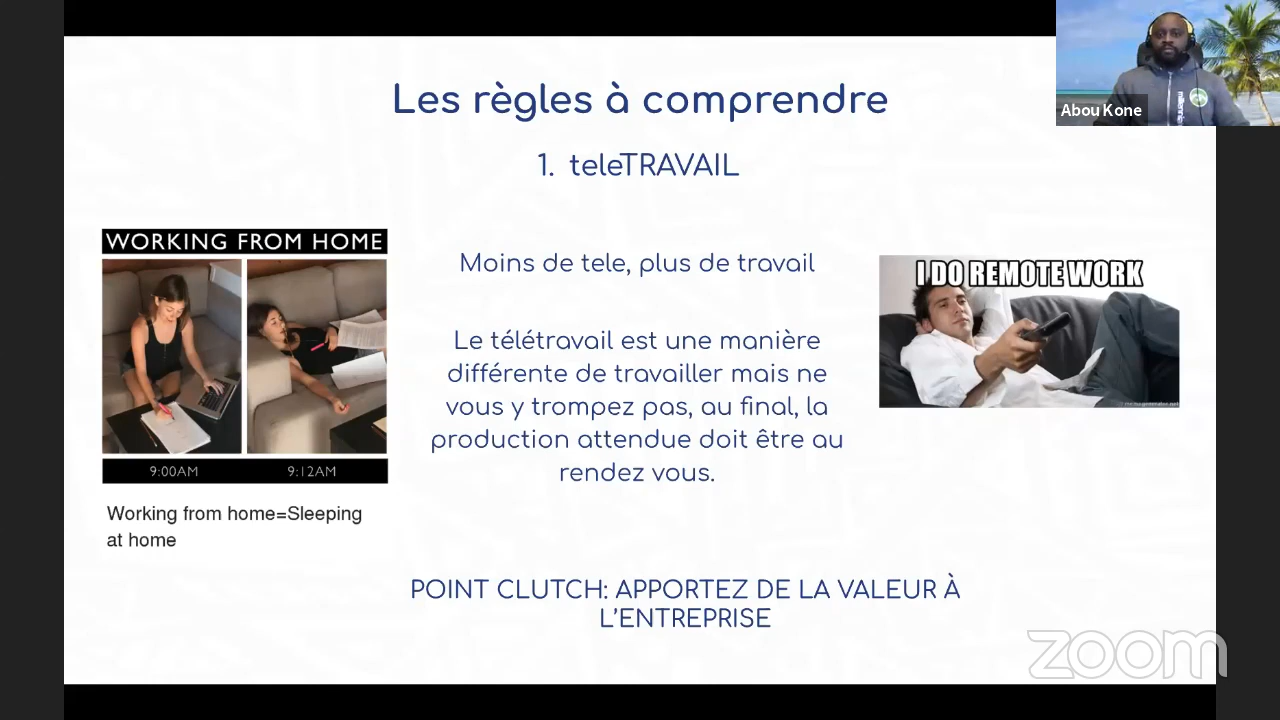 Les règles à comprendre
Abou Kone
1. teleTRAVAIL
WORKING FROM HOME
9:00AM 9:12AM
Working from home=Sleeping
at home
Moins de tele, plus de travail
Le télétravail est une manière
différente de travailler mais ne
vous y trompez pas, au final, la
production attendue doit être au
rendez vous.
I DO REMOTE WORK
POINT CLUTCH: APPORTEZ DE LA VALEUR À
L'ENTREPRISE
zoom